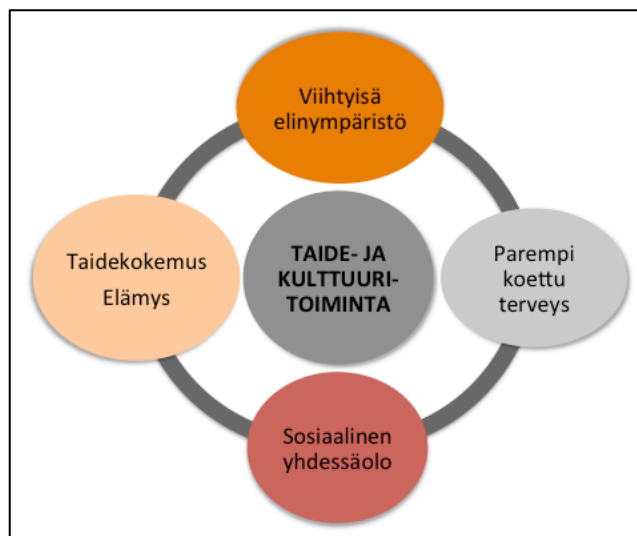 Viihtyisä
elinympäristö
Taidekokemus
Elämys
TAIDE- JA
KULTTUURI-
TOIMINTA
Parempi
koettu
terveys
Sosiaalinen
yhdessäolo